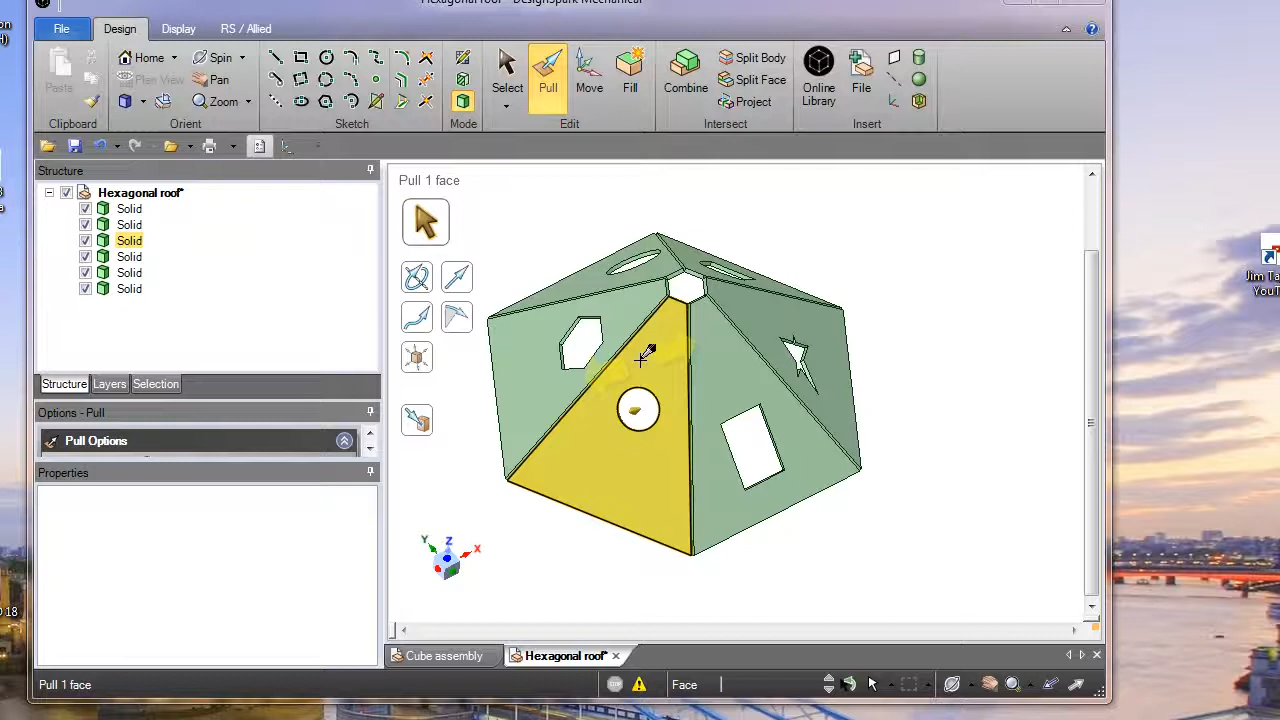 Hexagonal roof* - DesignSpark Mechanical
File Design Display RS / Allied
Paste
Home Spin
Plan View Pan
Zoom
Select Pull Move Fill
Combine
Split Body
Split Face
Project
Online
Library
File
Clipboard Orient Sketch Mode Edit Intersect Insert
Structure
Hexagonal roof*
Solid
Solid
Solid
Solid
Solid
Solid
Structure Layers Selection
Options - Pull
Pull Options
Properties
Pull 1 face
Z
Y
X
Cube assembly Hexagonal roof*
Pull 1 face
Face
Jim Ta
YouT